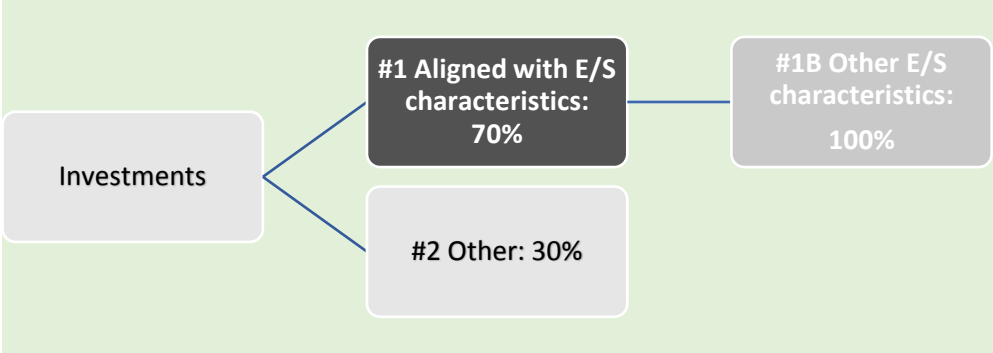 #1 Aligned with E/S
characteristics:
70%
#1B Other E/S
characteristics:
100%
Investments
#2 Other: 30%